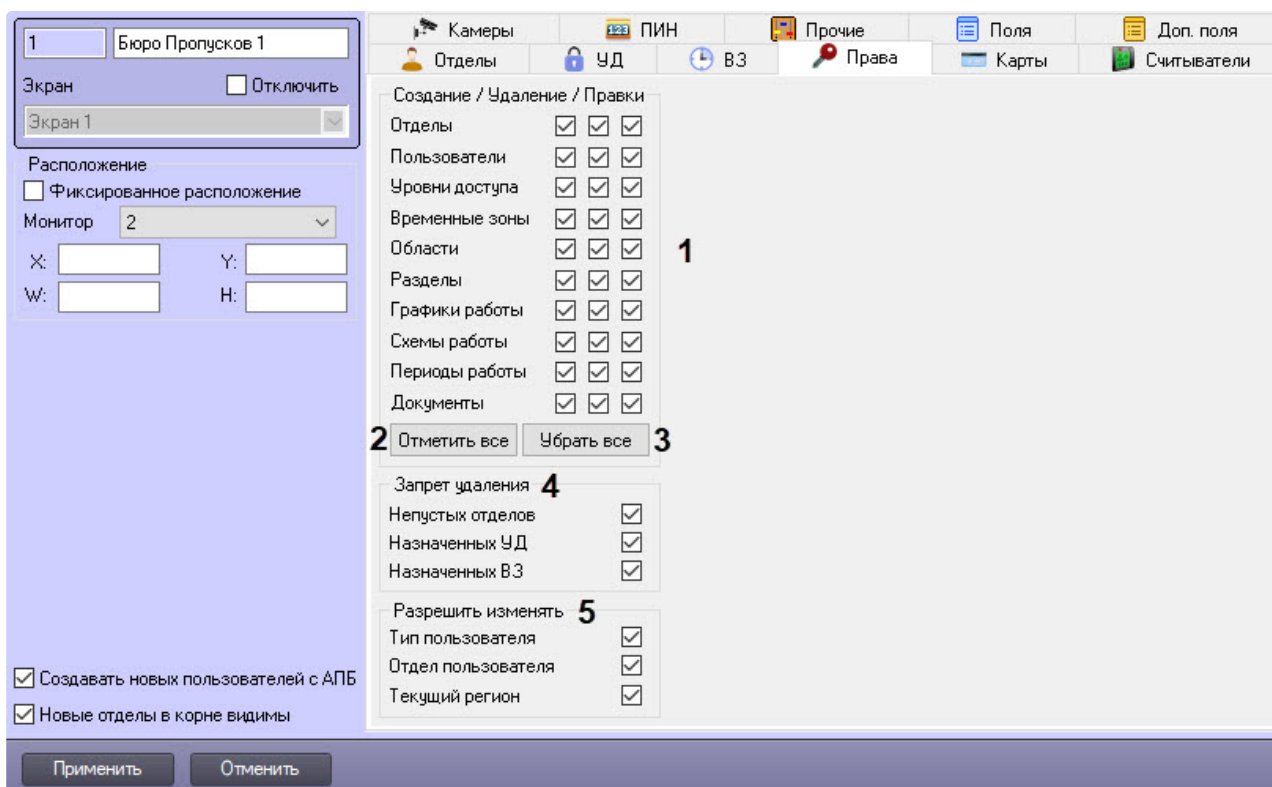 1 Бюро Пропусков 1
Экран Отключить
Экран 1
Расположение
Фиксированное расположение
Монитор 2
X: Y:
W: H:
Создавать новых пользователей с АПБ
Новые отделы в корне видимы
Камеры 123 ПИН Прочие Поля Доп. поля
Отделы УД ВЗ Права Карты Считыватели
Создание / Удаление / Правки
Отделы
Пользователи
Уровни доступа
Временные зоны
Области 1
Разделы
Графики работы
Схемы работы
Периоды работы
Документы
2 Отметить все Убрать все 3
Запрет удаления 4
Непустых отделов
Назначенных УД
Назначенных ВЗ
Разрешить изменять 5
Тип пользователя
Отдел пользователя
Текущий регион
Применить Отменить